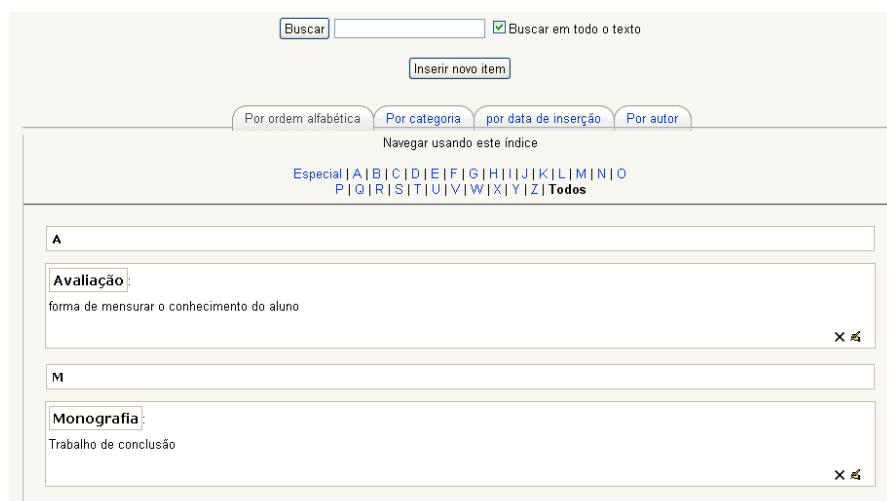 Buscar Buscar em todo o texto
Inserir novo item
Por ordem alfabética Por categoria por data de inserção Por autor
Navegar usando este índice
Especial | A | B | C | D | E | F | G | H | I | J | K | L | M | N | O
P | Q | R | S | T | U | V | W | X | Y | Z | Todos
A
Avaliação:
forma de mensurar o conhecimento do aluno
M
Monografia:
Trabalho de conclusão